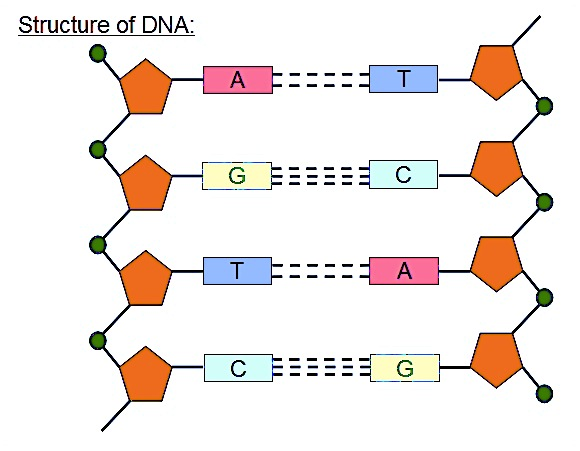 Structure of DNA:
A T
G C
T A
C G